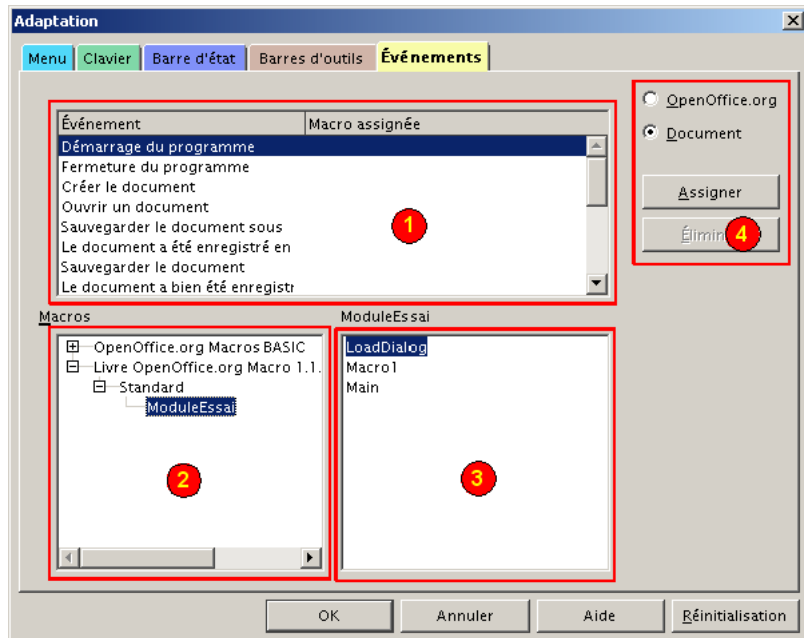 Adaptation
Menu Clavier Barre d'état Barres d'outils Événements
Événement Macro assignée
Démarrage du programme
Fermeture du programme
Créer le document
Ouvrir un document
Sauvegarder le document sous
Le document a été enregistré en
Sauvegarder le document
Le document a bien été enregistr
1
OpenOffice.org
Document
Assigner
Élimin
4
Macros
OpenOffice.org Macros BASIC
Livre OpenOffice.org Macro 1.1.
Standard
ModuleEssai
2
ModuleEssai
LoadDialog
Macro1
Main
3
OK Annuler Aide Réinitialisation